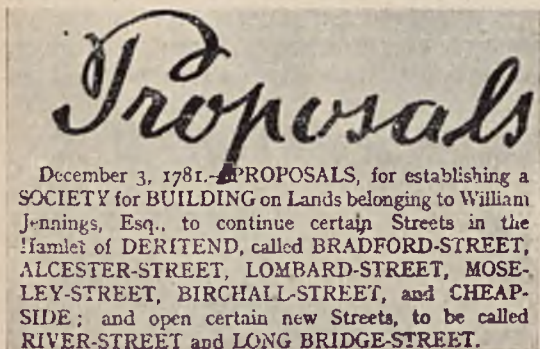 Proposals
December 3, 1781.-PROPOSALS, for establishing a
SOCIETY for BUILDING on Lands belonging to William
Jennings, Esq., to continue certain Streets in the
Hamlet of DERITEND, called BRADFORD-STREET,
ALCESTER-STREET, LOMBARD-STREET, MOSE-
LEY-STREET, BIRCHALL-STREET, and CHEAP-
SIDE; and open certain new Streets, to be called
RIVER-STREET and LONG BRIDGE-STREET.